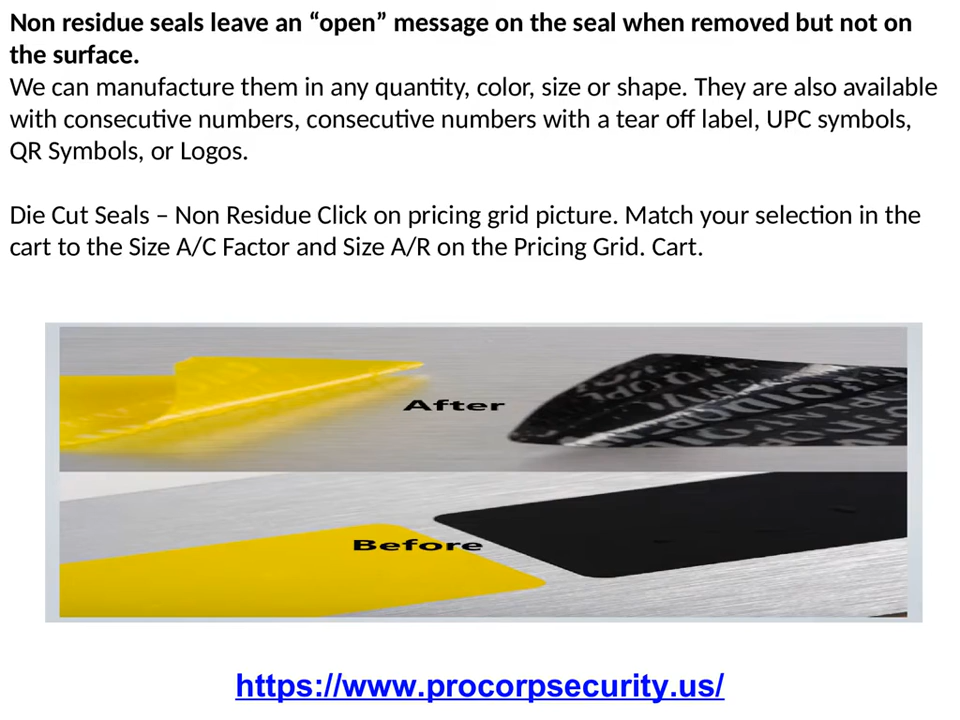 Non residue seals leave an “open” message on the seal when removed but not on
the surface.
We can manufacture them in any quantity, color, size or shape. They are also available
with consecutive numbers, consecutive numbers with a tear off label, UPC symbols,
QR Symbols, or Logos.
Die Cut Seals – Non Residue Click on pricing grid picture. Match your selection in the
cart to the Size A/C Factor and Size A/R on the Pricing Grid. Cart.
After
Before
https://www.procorpsecurity.us/